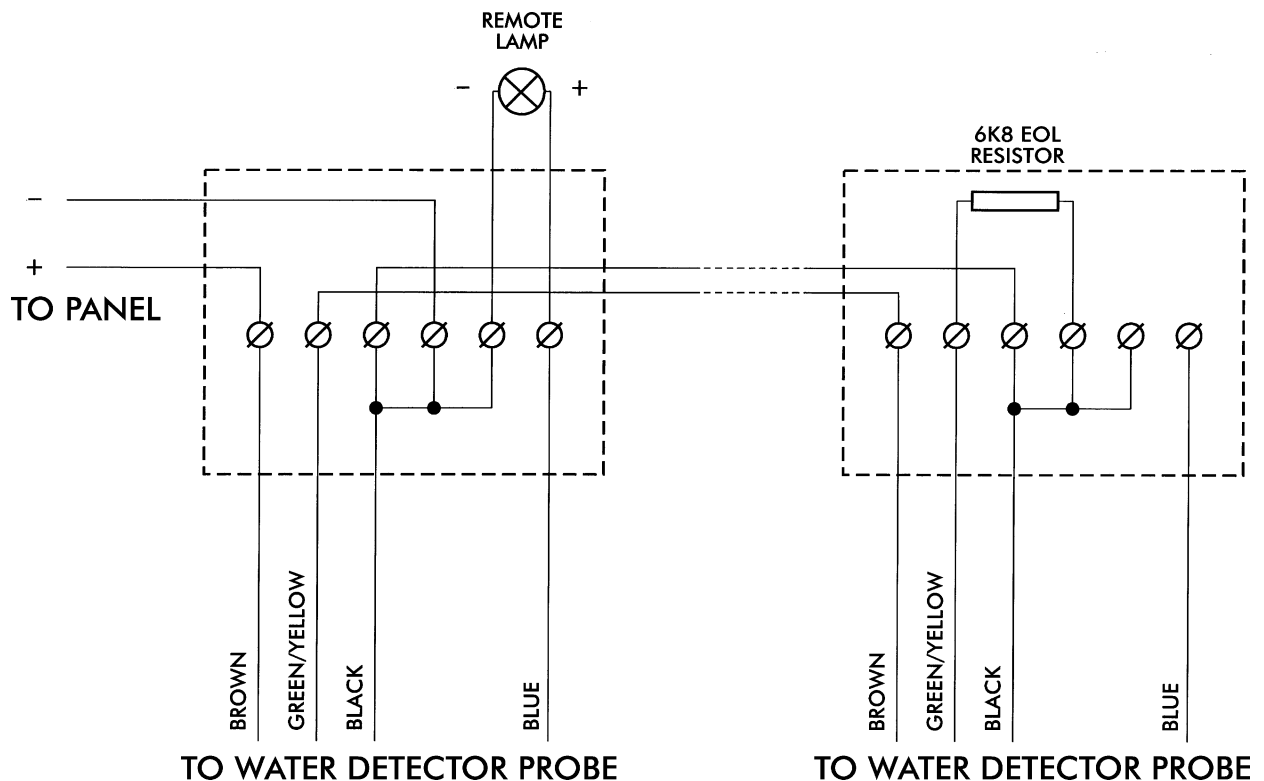 REMOTE
LAMP
− +
6K8 EOL
RESISTOR
−
+
TO PANEL
BROWN
GREEN/YELLOW
BLACK
BLUE
BROWN
GREEN/YELLOW
BLACK
BLUE
TO WATER DETECTOR PROBE
TO WATER DETECTOR PROBE